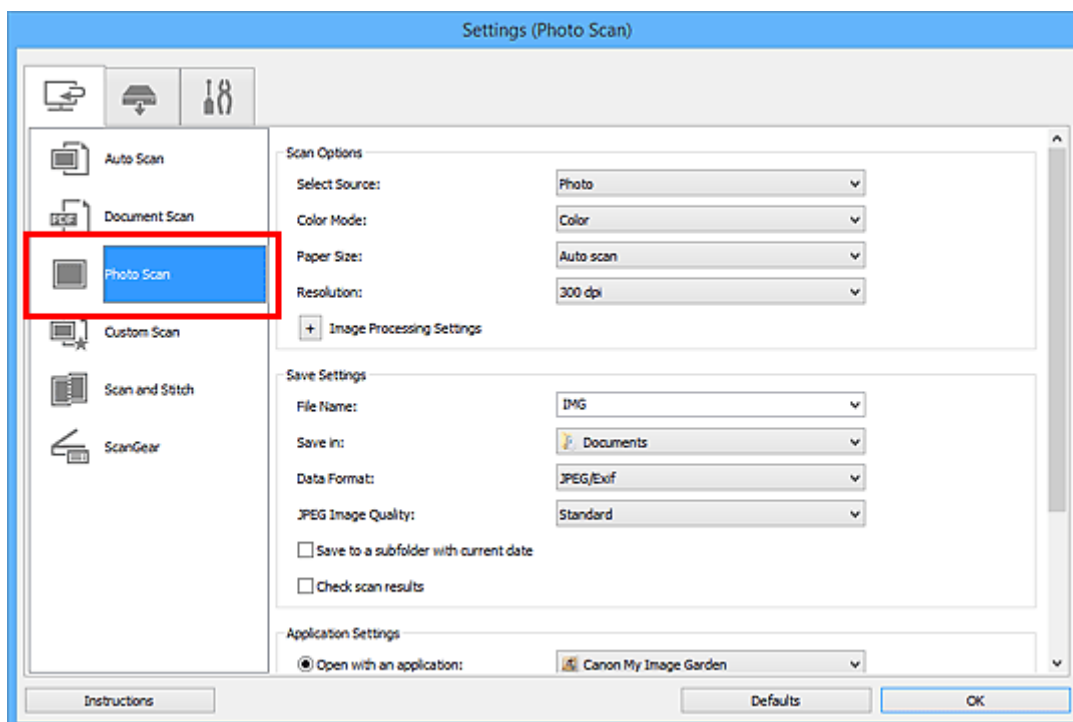 Settings (Photo Scan)
Auto Scan
PDF
Document Scan
Photo Scan
Custom Scan
Scan and Stitch
ScanGear
Scan Options
Select Source: Photo
Color Mode: Color
Paper Size: Auto scan
Resolution: 300 dpi
+ Image Processing Settings
Save Settings
File Name: IMG
Save in: Documents
Data Format: JPEG/Exif
JPEG Image Quality: Standard
Save to a subfolder with current date
Check scan results
Application Settings
Open with an application: Canon My Image Garden
Instructions Defaults OK